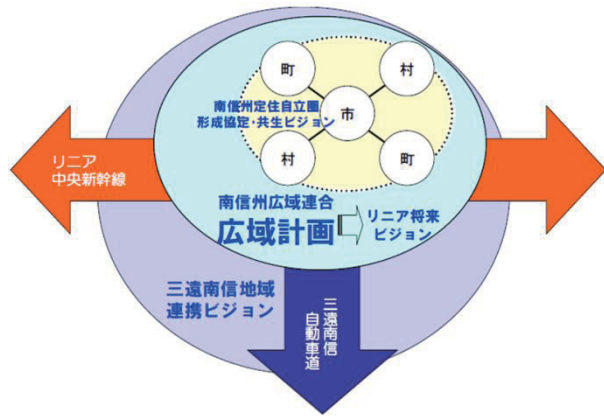 町
村
南信州定住自立圏
形成協定・共生ビジョン
市
村
町
リニア
中央新幹線
南信州広域連合
広域計画
リニア将来
ビジョン
三遠南信地域
連携ビジョン
三遠南信
自動車道